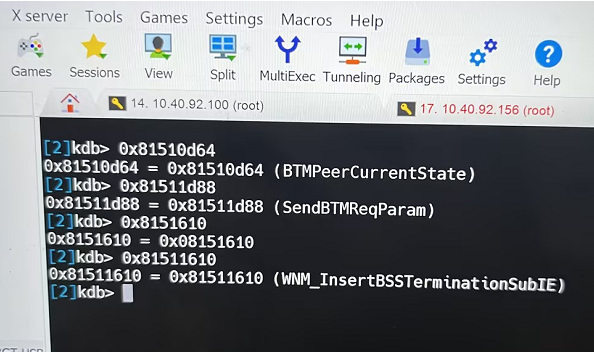 X server Tools Games Settings Macros Help
Games Sessions View Split MultiExec Tunneling Packages Settings Help
14. 10.40.92.100 (root) 17. 10.40.92.156 (root)
[2]kdb> 0x81510d64
0x81510d64 = 0x81510d64 (BTMPeerCurrentState)
[2]kdb> 0x81511d88
0x81511d88 = 0x81511d88 (SendBTMReqParam)
[2]kdb> 0x8151610
0x8151610 = 0x08151610
[2]kdb> 0x81511610
0x81511610 = 0x81511610 (WNM_InsertBSSTerminationSubIE)
[2]kdb>